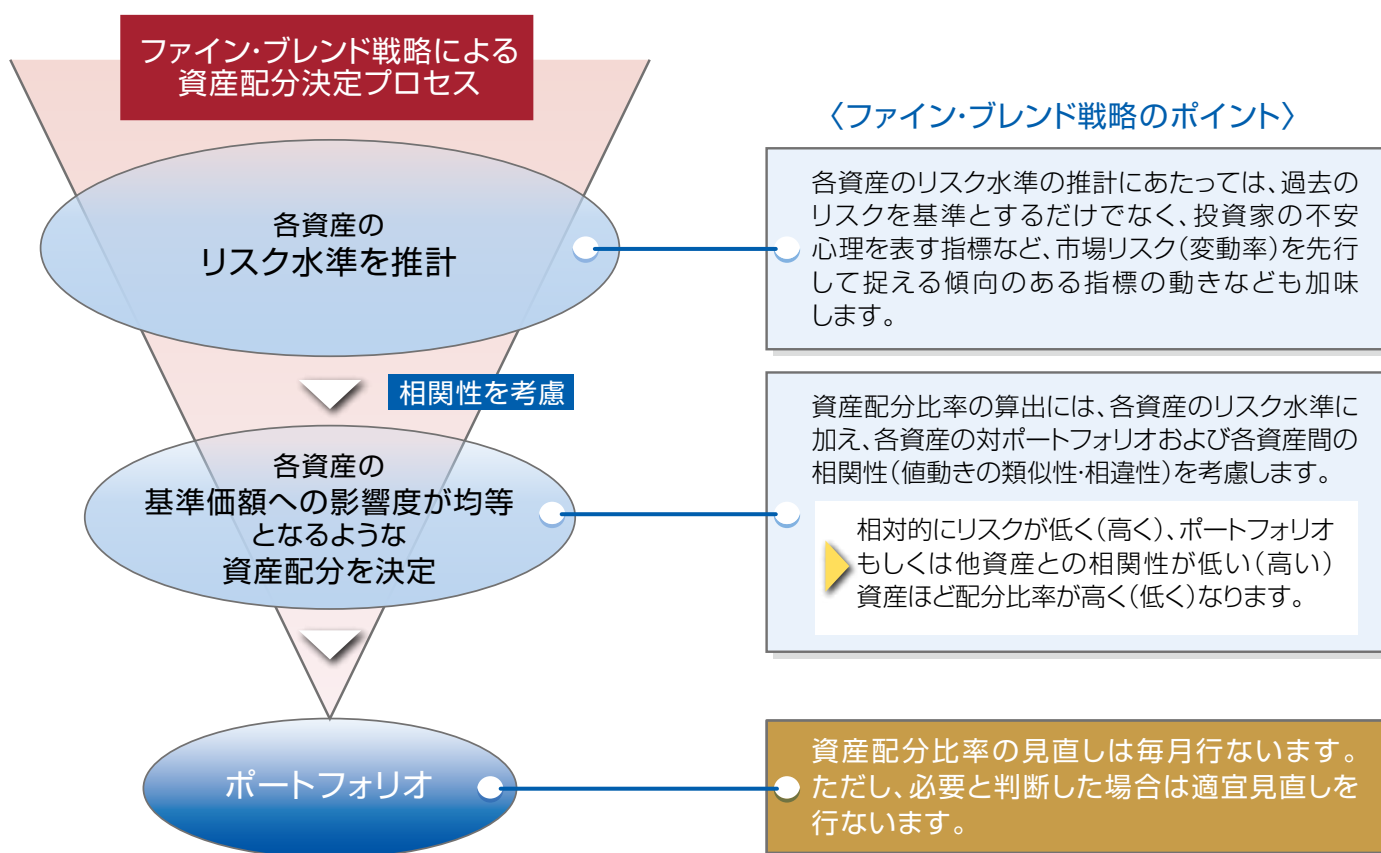 ファイン・ブレンド戦略による
資産配分決定プロセス
〈ファイン・ブレンド戦略のポイント〉
各資産の
リスク水準を推計
各資産のリスク水準の推計にあたっては、過去の
リスクを基準とするだけでなく、投資家の不安
心理を表す指標など、市場リスク（変動率）を先行
して捉える傾向のある指標の動きなども加味
します。
相関性を考慮
各資産の
基準価額への影響度が均等
となるような
資産配分を決定
資産配分比率の算出には、各資産のリスク水準に
加え、各資産の対ポートフォリオおよび各資産間の
相関性（値動きの類似性・相違性）を考慮します。
相対的にリスクが低く（高く）、ポートフォリオ
もしくは他資産との相関性が低い（高い）
資産ほど配分比率が高く（低く）なります。
ポートフォリオ
資産配分比率の見直しは毎月行ないます。
ただし、必要と判断した場合は適宜見直しを
行ないます。